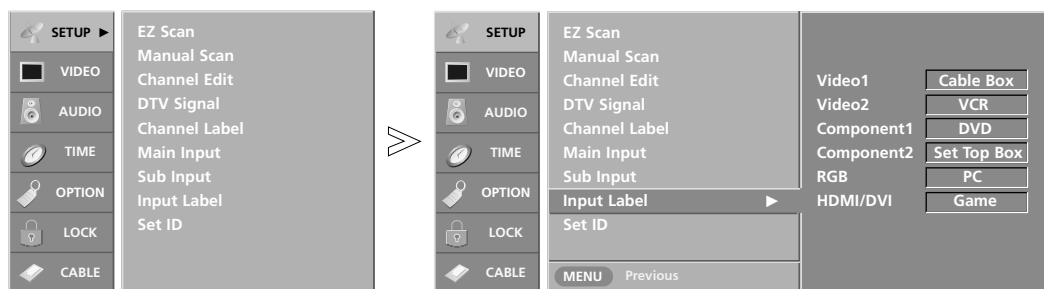 SETUP ►
VIDEO
AUDIO
TIME
OPTION
LOCK
CABLE
EZ Scan
Manual Scan
Channel Edit
DTV Signal
Channel Label
Main Input
Sub Input
Input Label
Set ID
SETUP
VIDEO
AUDIO
TIME
OPTION
LOCK
CABLE
EZ Scan
Manual Scan
Channel Edit
DTV Signal
Channel Label
Main Input
Sub Input
Input Label ►
Set ID
MENU Previous
Video1 Cable Box
Video2 VCR
Component1 DVD
Component2 Set Top Box
RGB PC
HDMI/DVI Game